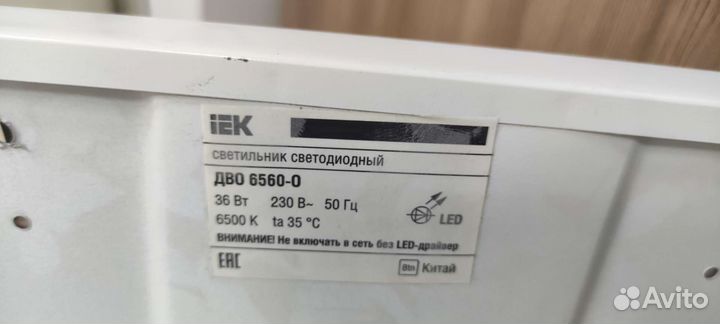 IEK
СВЕТИЛЬНИК СВЕТОДИОДНЫЙ
ДВО 6560-О
36 Вт 230 В~ 50 Гц
6500 К ta 35 °C
LED
ВНИМАНИЕ! Не включать в сеть без LED-драйвер
EAC
Btn Китай
Avito